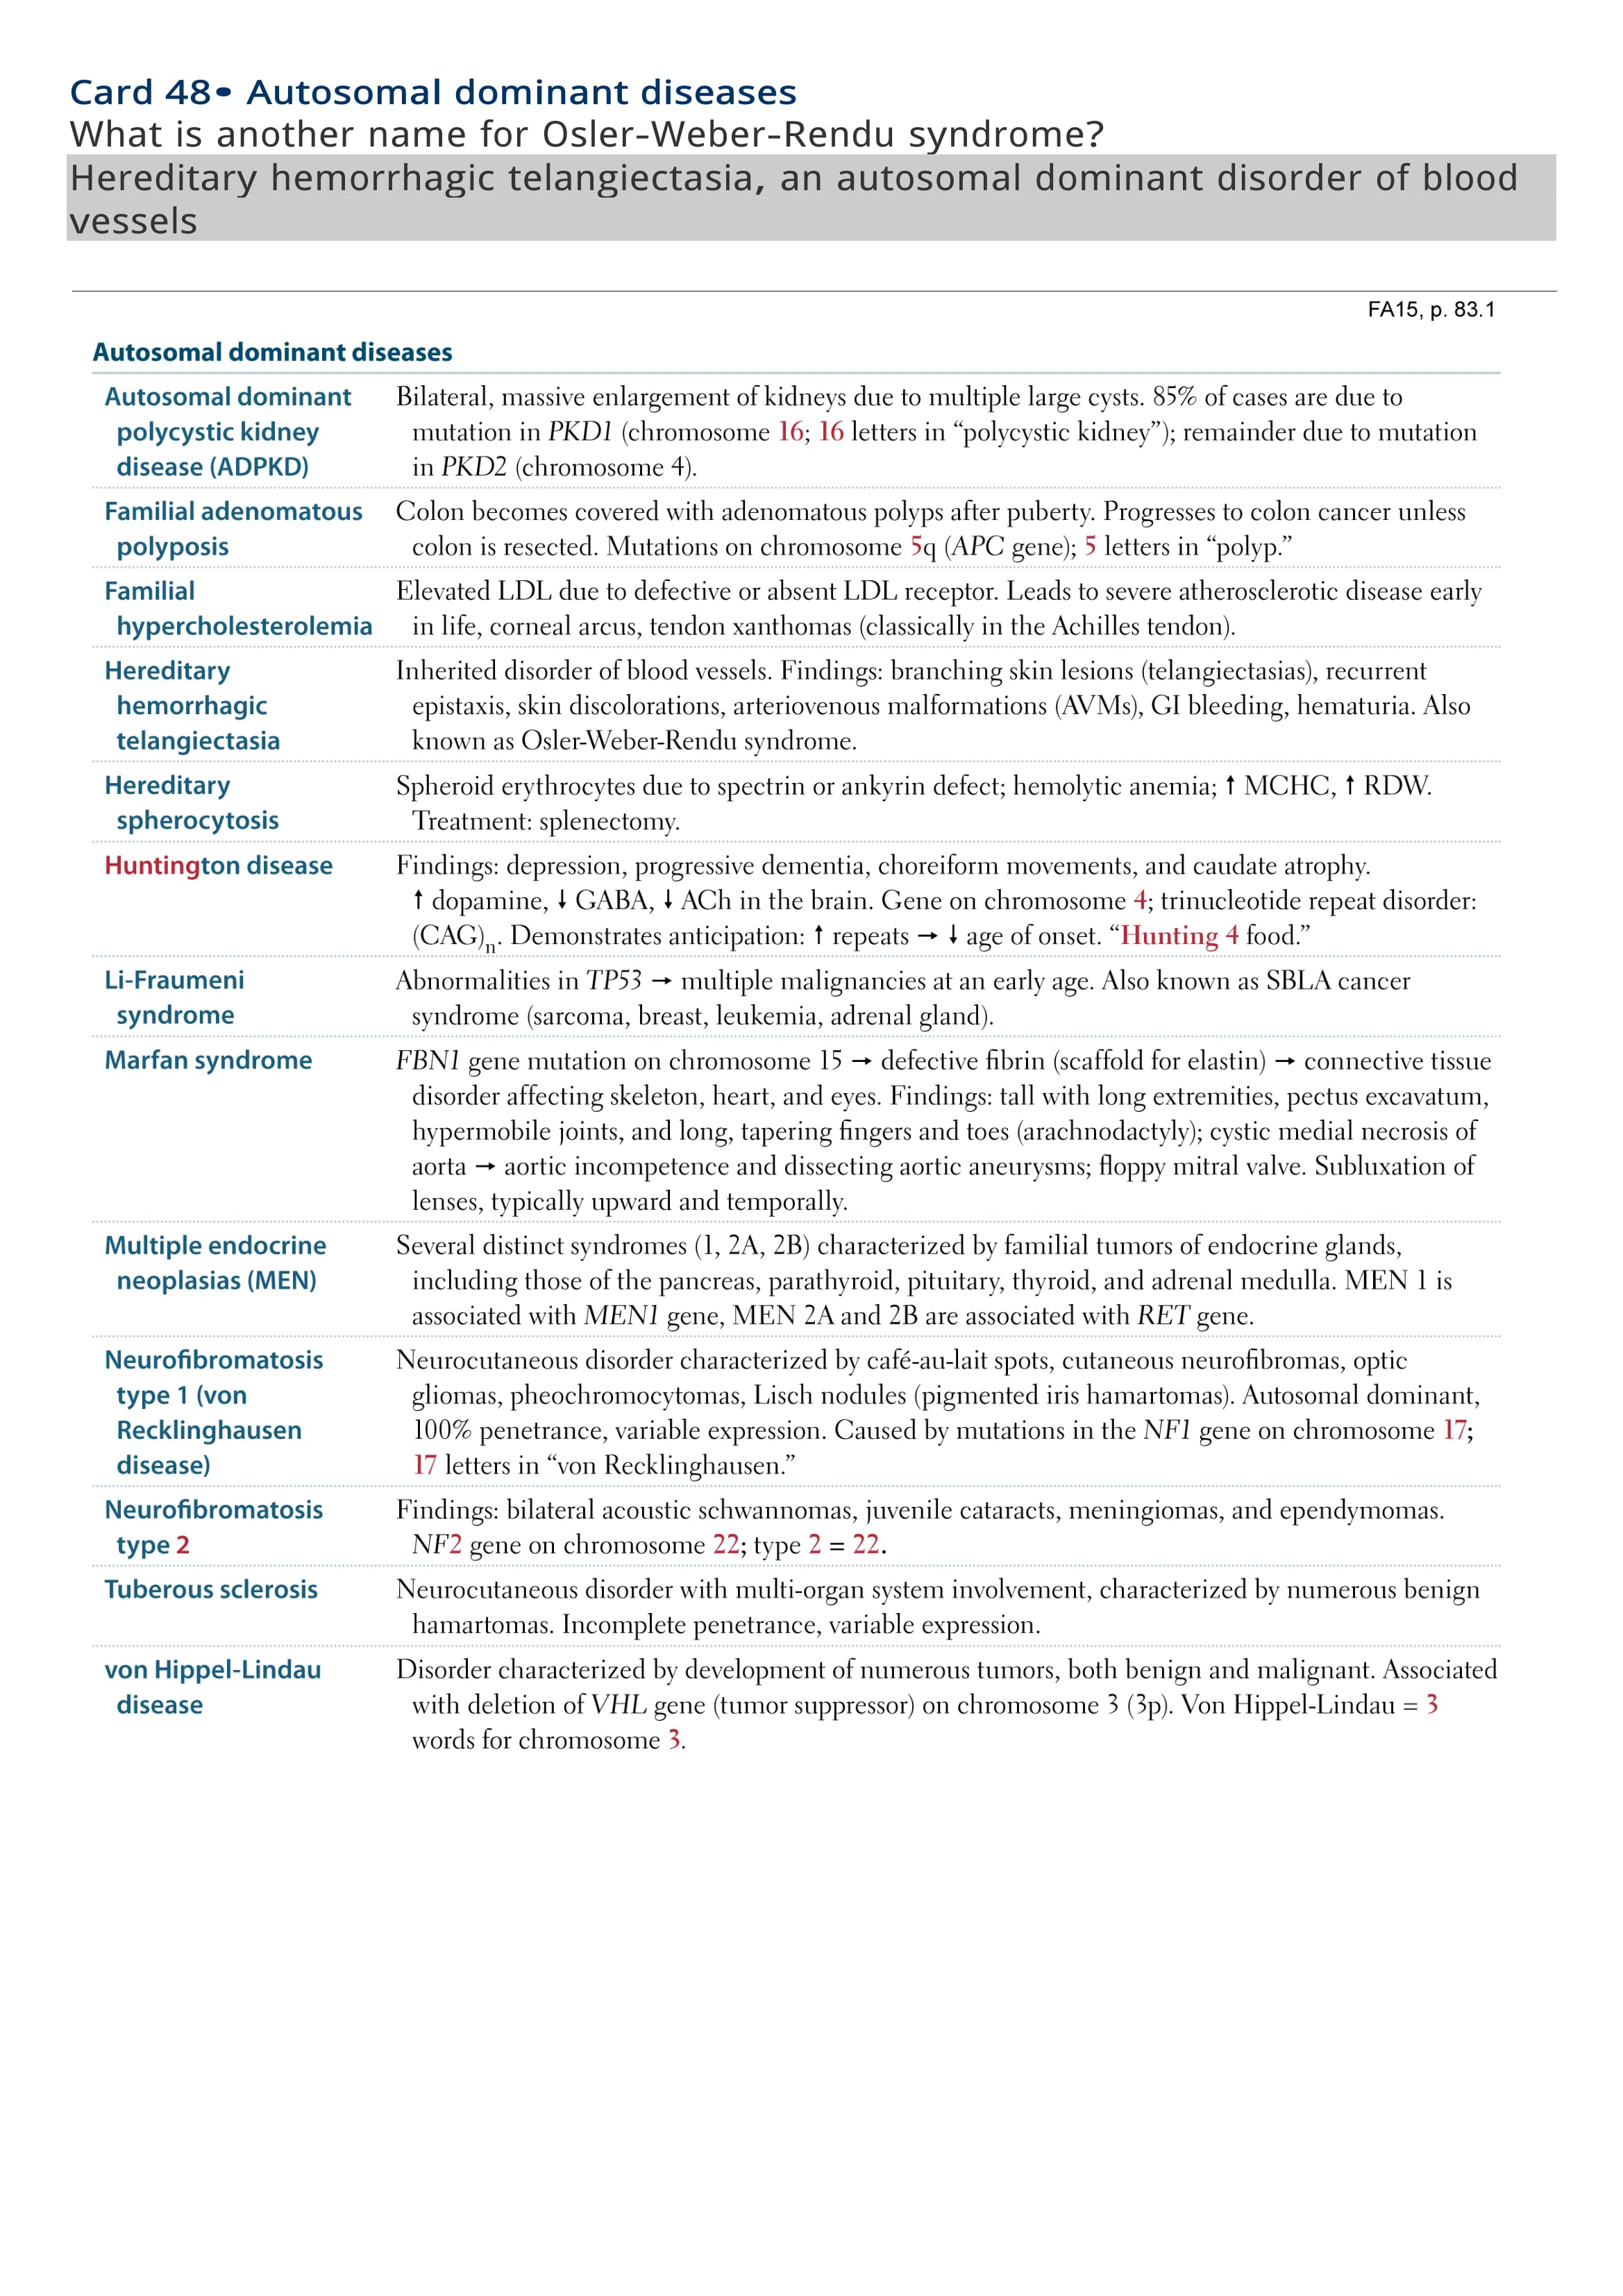 Card 48• Autosomal dominant diseases
What is another name for Osler-Weber-Rendu syndrome?
Hereditary hemorrhagic telangiectasia, an autosomal dominant disorder of blood
vessels
FA15, p. 83.1
Autosomal dominant diseases
Autosomal dominant
polycystic kidney
disease (ADPKD)
Bilateral, massive enlargement of kidneys due to multiple large cysts. 85% of cases are due to
mutation in PKD1 (chromosome 16; 16 letters in “polycystic kidney”); remainder due to mutation
in PKD2 (chromosome 4).
Familial adenomatous
polyposis
Colon becomes covered with adenomatous polyps after puberty. Progresses to colon cancer unless
colon is resected. Mutations on chromosome 5q (APC gene); 5 letters in “polyp.”
Familial
hypercholesterolemia
Elevated LDL due to defective or absent LDL receptor. Leads to severe atherosclerotic disease early
in life, corneal arcus, tendon xanthomas (classically in the Achilles tendon).
Hereditary
hemorrhagic
telangiectasia
Inherited disorder of blood vessels. Findings: branching skin lesions (telangiectasias), recurrent
epistaxis, skin discolorations, arteriovenous malformations (AVMs), GI bleeding, hematuria. Also
known as Osler-Weber-Rendu syndrome.
Hereditary
spherocytosis
Spheroid erythrocytes due to spectrin or ankyrin defect; hemolytic anemia; ↑ MCHC, ↑ RDW.
Treatment: splenectomy.
Huntington disease
Findings: depression, progressive dementia, choreiform movements, and caudate atrophy.
↑ dopamine, ↓ GABA, ↓ ACh in the brain. Gene on chromosome 4; trinucleotide repeat disorder:
(CAG)n. Demonstrates anticipation: ↑ repeats → ↓ age of onset. “Hunting 4 food.”
Li-Fraumeni
syndrome
Abnormalities in TP53 → multiple malignancies at an early age. Also known as SBLA cancer
syndrome (sarcoma, breast, leukemia, adrenal gland).
Marfan syndrome
FBN1 gene mutation on chromosome 15 → defective fibrin (scaffold for elastin) → connective tissue
disorder affecting skeleton, heart, and eyes. Findings: tall with long extremities, pectus excavatum,
hypermobile joints, and long, tapering fingers and toes (arachnodactyly); cystic medial necrosis of
aorta → aortic incompetence and dissecting aortic aneurysms; floppy mitral valve. Subluxation of
lenses, typically upward and temporally.
Multiple endocrine
neoplasias (MEN)
Several distinct syndromes (1, 2A, 2B) characterized by familial tumors of endocrine glands,
including those of the pancreas, parathyroid, pituitary, thyroid, and adrenal medulla. MEN 1 is
associated with MEN1 gene, MEN 2A and 2B are associated with RET gene.
Neurofibromatosis
type 1 (von
Recklinghausen
disease)
Neurocutaneous disorder characterized by café-au-lait spots, cutaneous neurofibromas, optic
gliomas, pheochromocytomas, Lisch nodules (pigmented iris hamartomas). Autosomal dominant,
100% penetrance, variable expression. Caused by mutations in the NF1 gene on chromosome 17;
17 letters in “von Recklinghausen.”
Neurofibromatosis
type 2
Findings: bilateral acoustic schwannomas, juvenile cataracts, meningiomas, and ependymomas.
NF2 gene on chromosome 22; type 2 = 22.
Tuberous sclerosis
Neurocutaneous disorder with multi-organ system involvement, characterized by numerous benign
hamartomas. Incomplete penetrance, variable expression.
von Hippel-Lindau
disease
Disorder characterized by development of numerous tumors, both benign and malignant. Associated
with deletion of VHL gene (tumor suppressor) on chromosome 3 (3p). Von Hippel-Lindau = 3
words for chromosome 3.